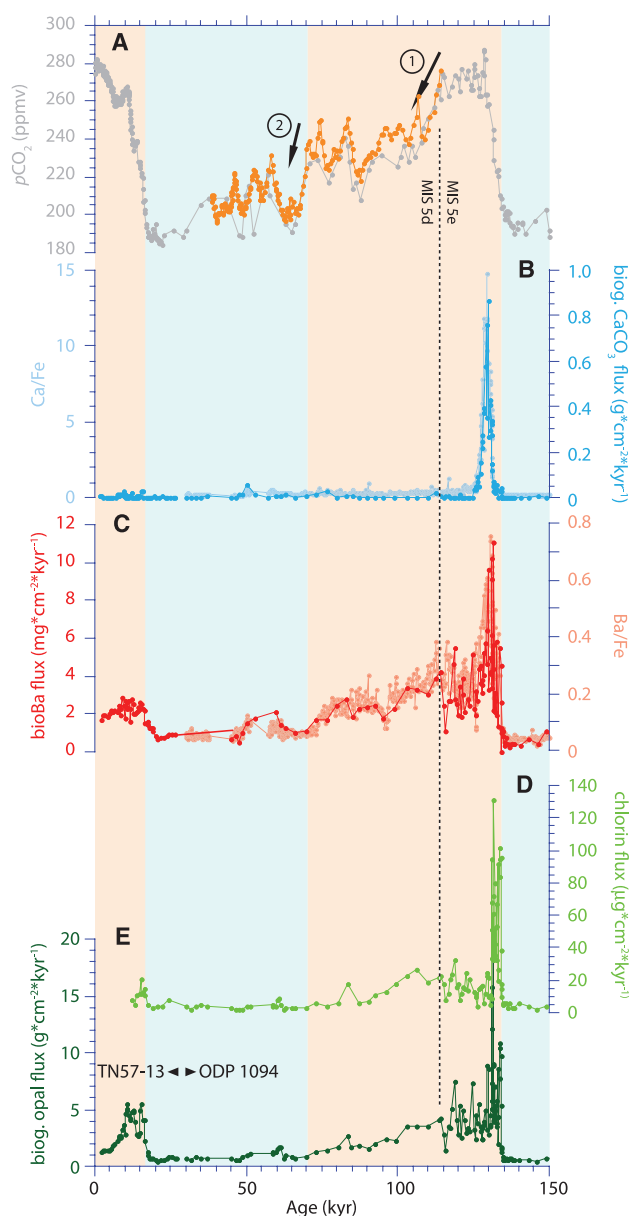 A
pCO2 (ppmv)
280
260
240
220
200
180
1
2
MIS 5d
MIS 5e
B
Ca/Fe
15
10
5
0
biog. CaCO3 flux (g*cm-2*kyr-1)
1.0
0.8
0.6
0.4
0.2
0
C
bioBa flux (mg*cm-2*kyr-1)
12
10
8
6
4
2
0
Ba/Fe
0.8
0.6
0.4
0.2
0
D
chlorin flux (µg*cm-2*kyr-1)
140
120
100
80
60
40
20
0
E
biog. opal flux (g*cm-2*kyr-1)
20
15
10
5
0
TN57-13 ◄ ► ODP 1094
0
50
100
150
Age (kyr)